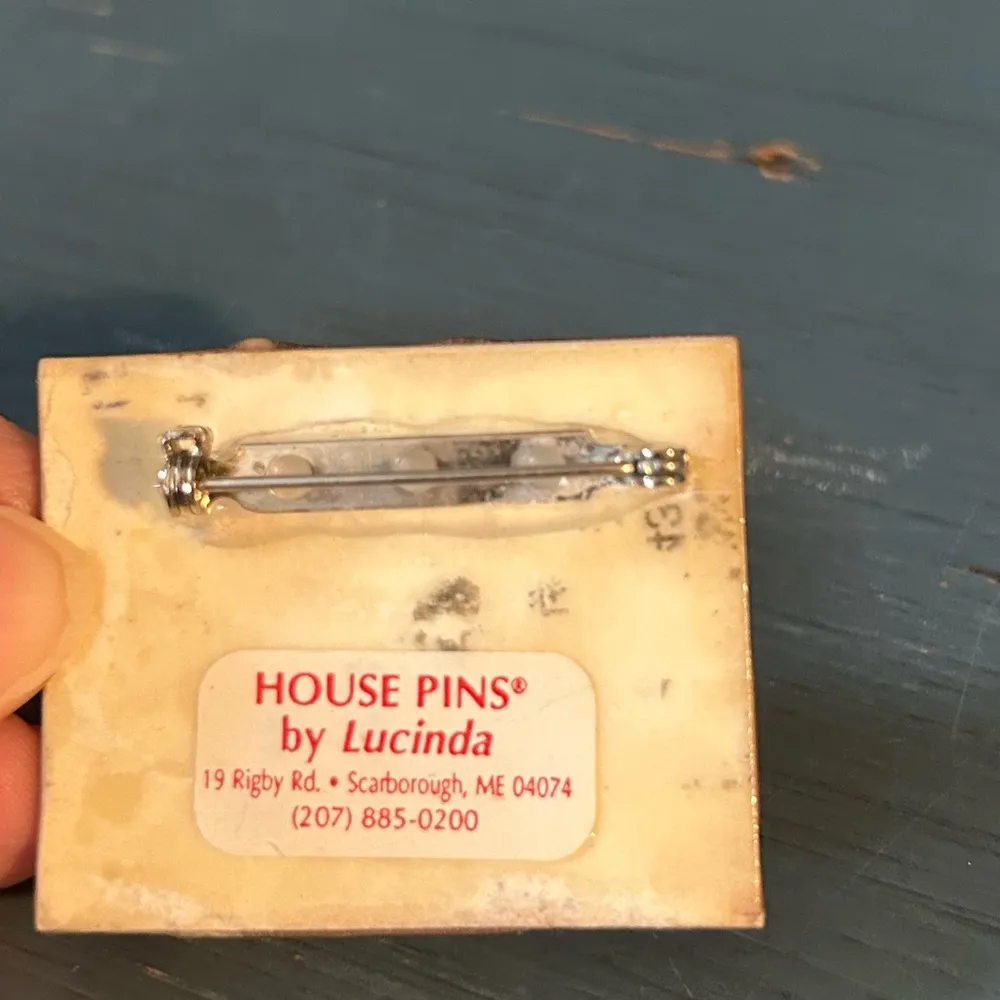 HOUSE PINS®
by Lucinda
19 Rigby Rd. • Scarborough, ME 04074
(207) 885-0200